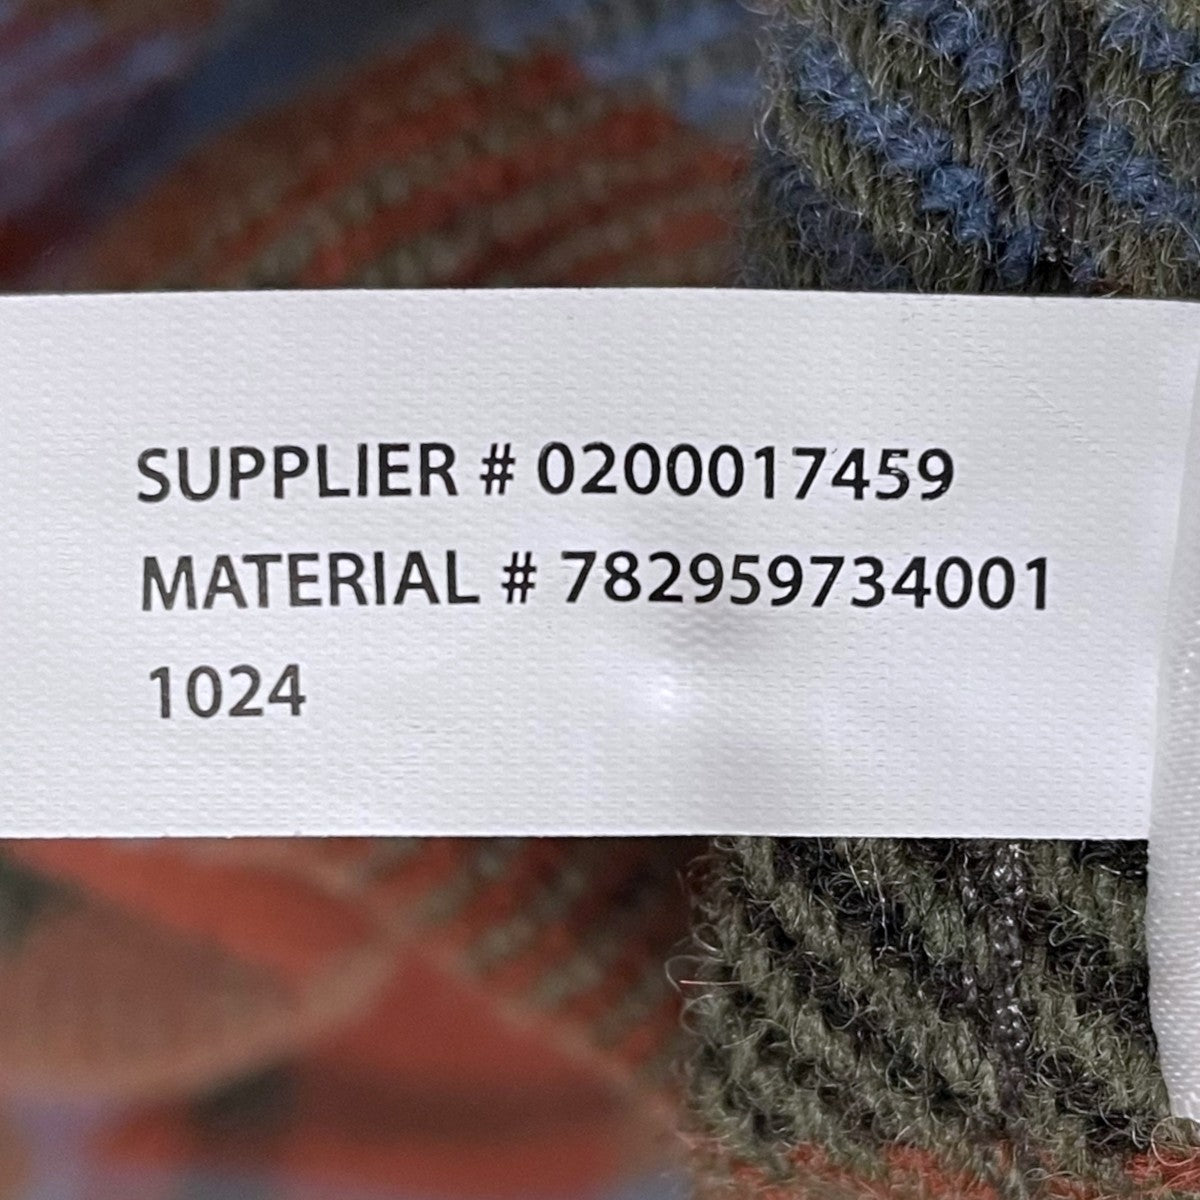 SUPPLIER # 0200017459
MATERIAL # 782959734001
1024